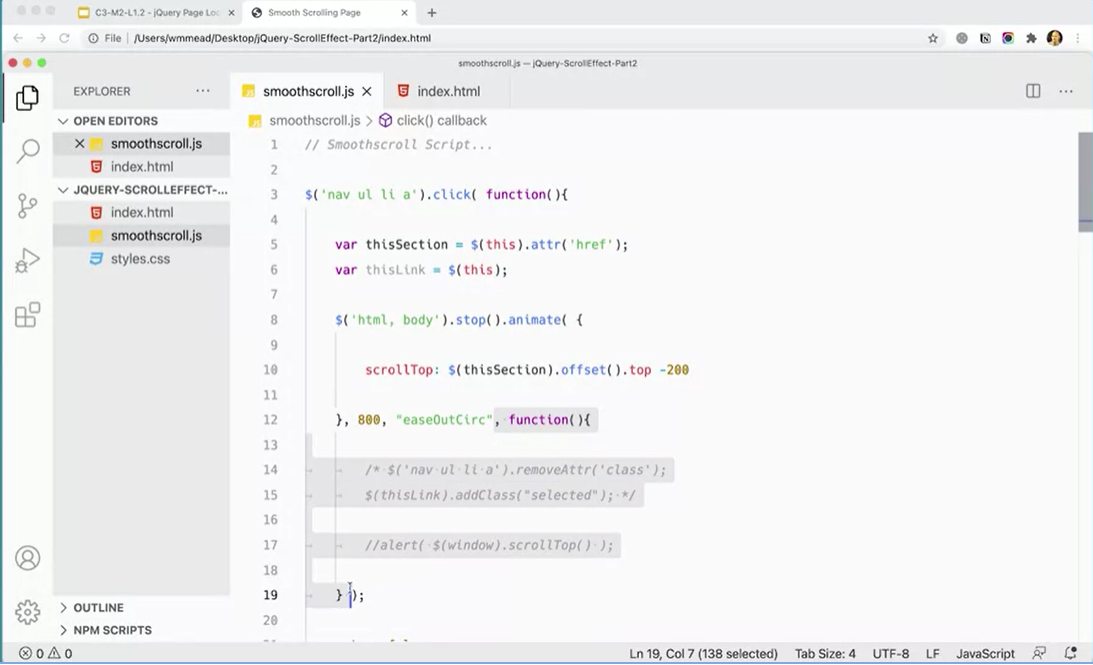 C3-M2-L1.2 - jQuery Page Loc
Smooth Scrolling Page
File /Users/wmmead/Desktop/jQuery-ScrollEffect-Part2/index.html
smoothscroll.js — jQuery-ScrollEffect-Part2
EXPLORER
smoothscroll.js
index.html
OPEN EDITORS
smoothscroll.js
index.html
JQUERY-SCROLLEFFECT-...
index.html
smoothscroll.js
styles.css
OUTLINE
NPM SCRIPTS
smoothscroll.js > click() callback
1 // Smoothscroll Script...
2
3 $('nav ul li a').click( function(){
4
5 var thisSection = $(this).attr('href');
6 var thisLink = $(this);
7
8 $('html, body').stop().animate( {
9
10 scrollTop: $(thisSection).offset().top -200
11
12 }, 800, "easeOutCirc", function(){
13
14 /* $('nav ul li a').removeAttr('class');
15 $(thisLink).addClass("selected"); */
16
17 //alert( $(window).scrollTop() );
18
19 } );
20
0 0
Ln 19, Col 7 (138 selected) Tab Size: 4 UTF-8 LF JavaScript